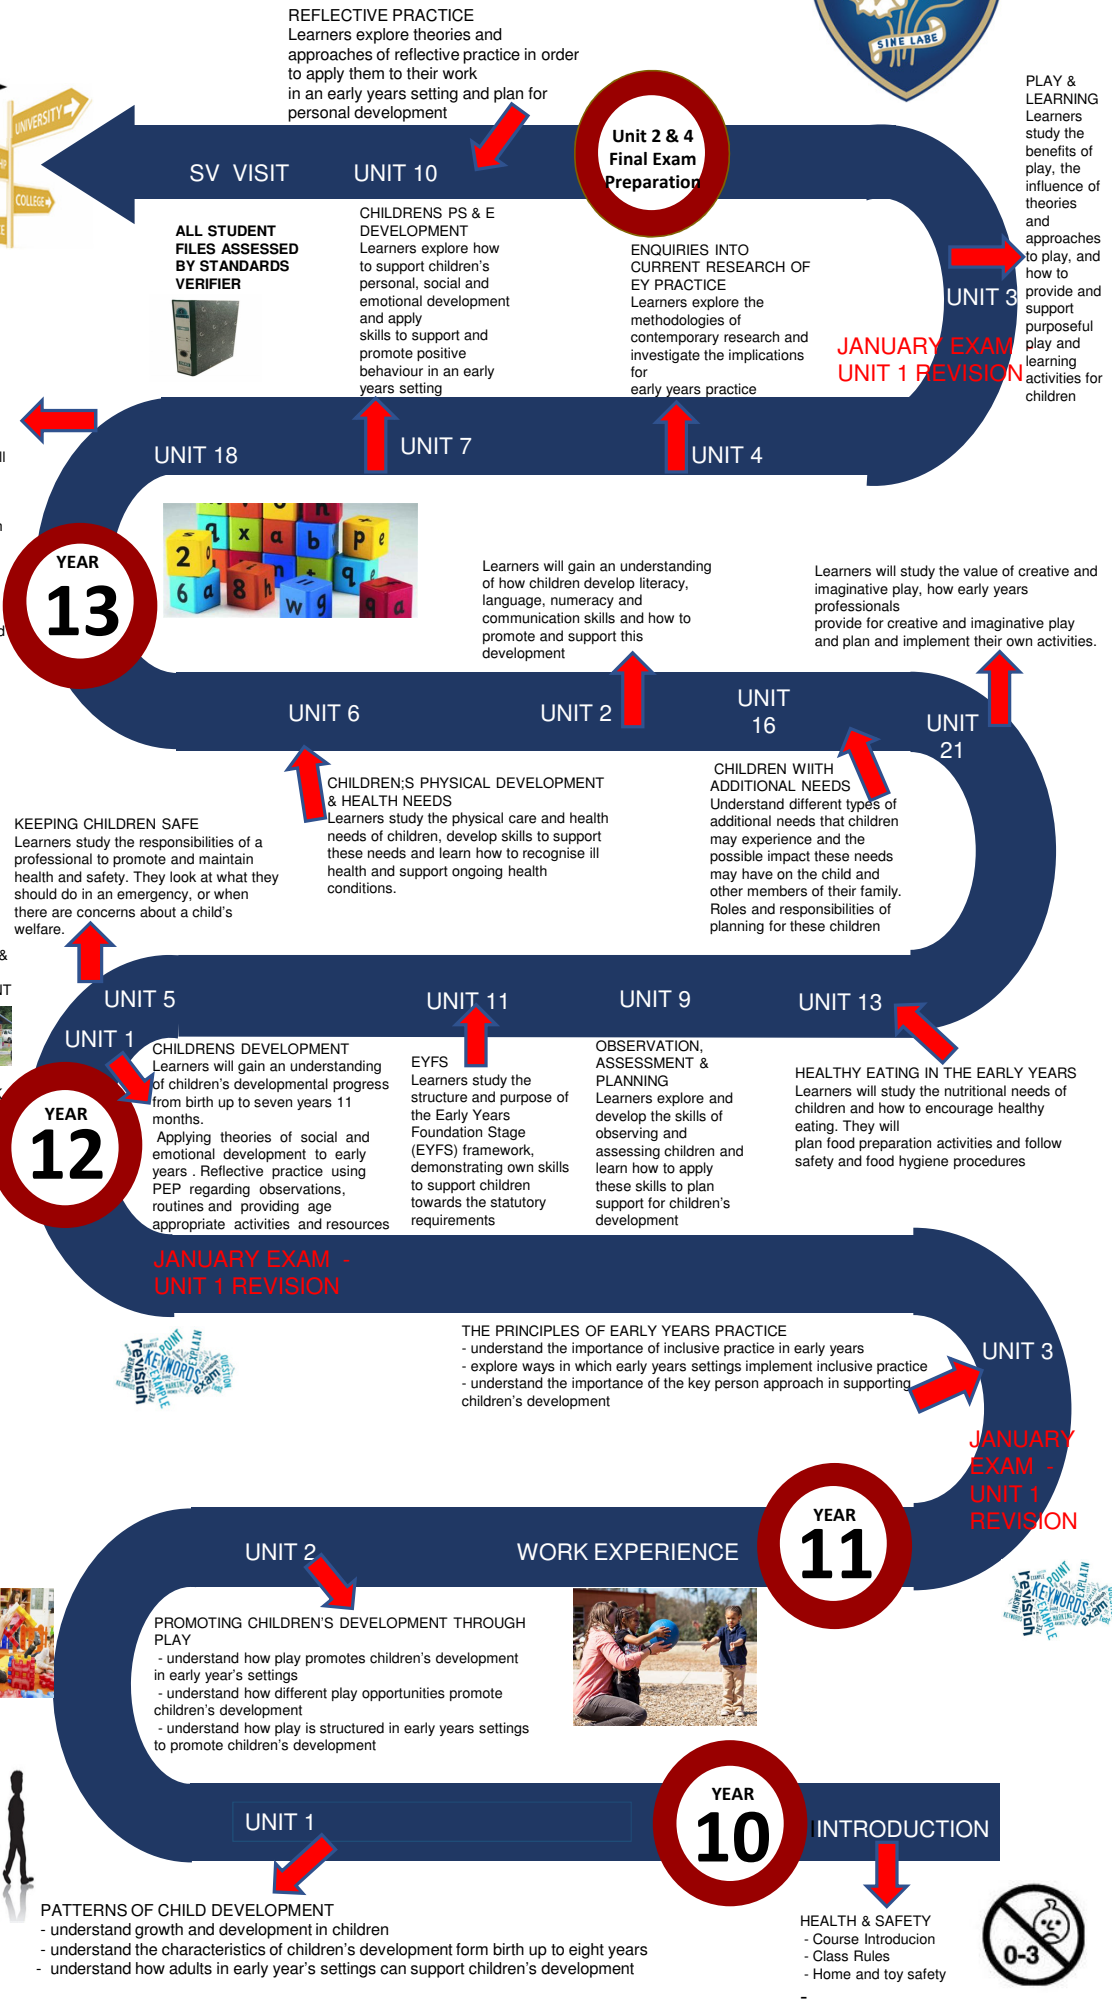 REFLECTIVE PRACTICE
Learners explore theories and
approaches of reflective practice in order
to apply them to their work
in an early years setting and plan for
personal development
SINE LABE
UNIVERSITY
COLLEGE
PLAY &
LEARNING
Learners
study the
benefits of
play, the
influence of
theories
and
approaches
to play, and
how to
provide and
support
purposeful
play and
learning
activities for
children
Unit 2 & 4
Final Exam
Preparation
SV VISIT
UNIT 10
ALL STUDENT
FILES ASSESSED
BY STANDARDS
VERIFIER
CHILDRENS PS & E
DEVELOPMENT
Learners explore how
to support children's
personal, social and
emotional development
and apply
skills to support and
promote positive
behaviour in an early
years setting
ENQUIRIES INTO
CURRENT RESEARCH OF
EY PRACTICE
Learners explore the
methodologies of
contemporary research and
investigate the implications
for
early years practice
UNIT 3
JANUARY EXAM -
UNIT 1 REVISION
UNIT 18
UNIT 7
UNIT 4
YEAR
13
Learners will gain an understanding
of how children develop literacy,
language, numeracy and
communication skills and how to
promote and support this
development
Learners will study the value of creative and
imaginative play, how early years
professionals
provide for creative and imaginative play
and plan and implement their own activities.
UNIT 6
UNIT 2
UNIT
16
UNIT
21
CHILDREN;S PHYSICAL DEVELOPMENT
& HEALTH NEEDS
Learners study the physical care and health
needs of children, develop skills to support
these needs and learn how to recognise ill
health and support ongoing health
conditions.
CHILDREN WIITH
ADDITIONAL NEEDS
Understand different types of
additional needs that children
may experience and the
possible impact these needs
may have on the child and
other members of their family.
Roles and responsibilities of
planning for these children
KEEPING CHILDREN SAFE
Learners study the responsibilities of a
professional to promote and maintain
health and safety. They look at what they
should do in an emergency, or when
there are concerns about a child's
welfare.
UNIT 5
UNIT 11
UNIT 9
UNIT 13
UNIT 1
YEAR
12
CHILDRENS DEVELOPMENT
Learners will gain an understanding
of children's developmental progress
from birth up to seven years 11
months.
Applying theories of social and
emotional development to early
years . Reflective practice using
PEP regarding observations,
routines and providing age
appropriate activities and resources
EYFS
Learners study the
structure and purpose of
the Early Years
Foundation Stage
(EYFS) framework,
demonstrating own skills
to support children
towards the statutory
requirements
OBSERVATION,
ASSESSMENT &
PLANNING
Learners explore and
develop the skills of
observing and
assessing children and
learn how to apply
these skills to plan
support for children's
development
HEALTHY EATING IN THE EARLY YEARS
Learners will study the nutritional needs of
children and how to encourage healthy
eating. They will
plan food preparation activities and follow
safety and food hygiene procedures
JANUARY EXAM -
UNIT 1 REVISION
THE PRINCIPLES OF EARLY YEARS PRACTICE
- understand the importance of inclusive practice in early years
- explore ways in which early years settings implement inclusive practice
- understand the importance of the key person approach in supporting
children's development
UNIT 3
revision KEYWORDS POINT EXPLAIN EXAMPLE exam
JANUARY
EXAM -
UNIT 1
REVISION
UNIT 2
WORK EXPERIENCE
YEAR
11
revision KEYWORDS POINT EXPLAIN EXAMPLE exam
PROMOTING CHILDREN'S DEVELOPMENT THROUGH
PLAY
- understand how play promotes children's development
in early year's settings
- understand how different play opportunities promote
children's development
- understand how play is structured in early years settings
to promote children's development
UNIT 1
YEAR
10
INTRODUCTION
PATTERNS OF CHILD DEVELOPMENT
- understand growth and development in children
- understand the characteristics of children's development form birth up to eight years
- understand how adults in early year's settings can support children's development
HEALTH & SAFETY
- Course Introducion
- Class Rules
- Home and toy safety
-
0-3